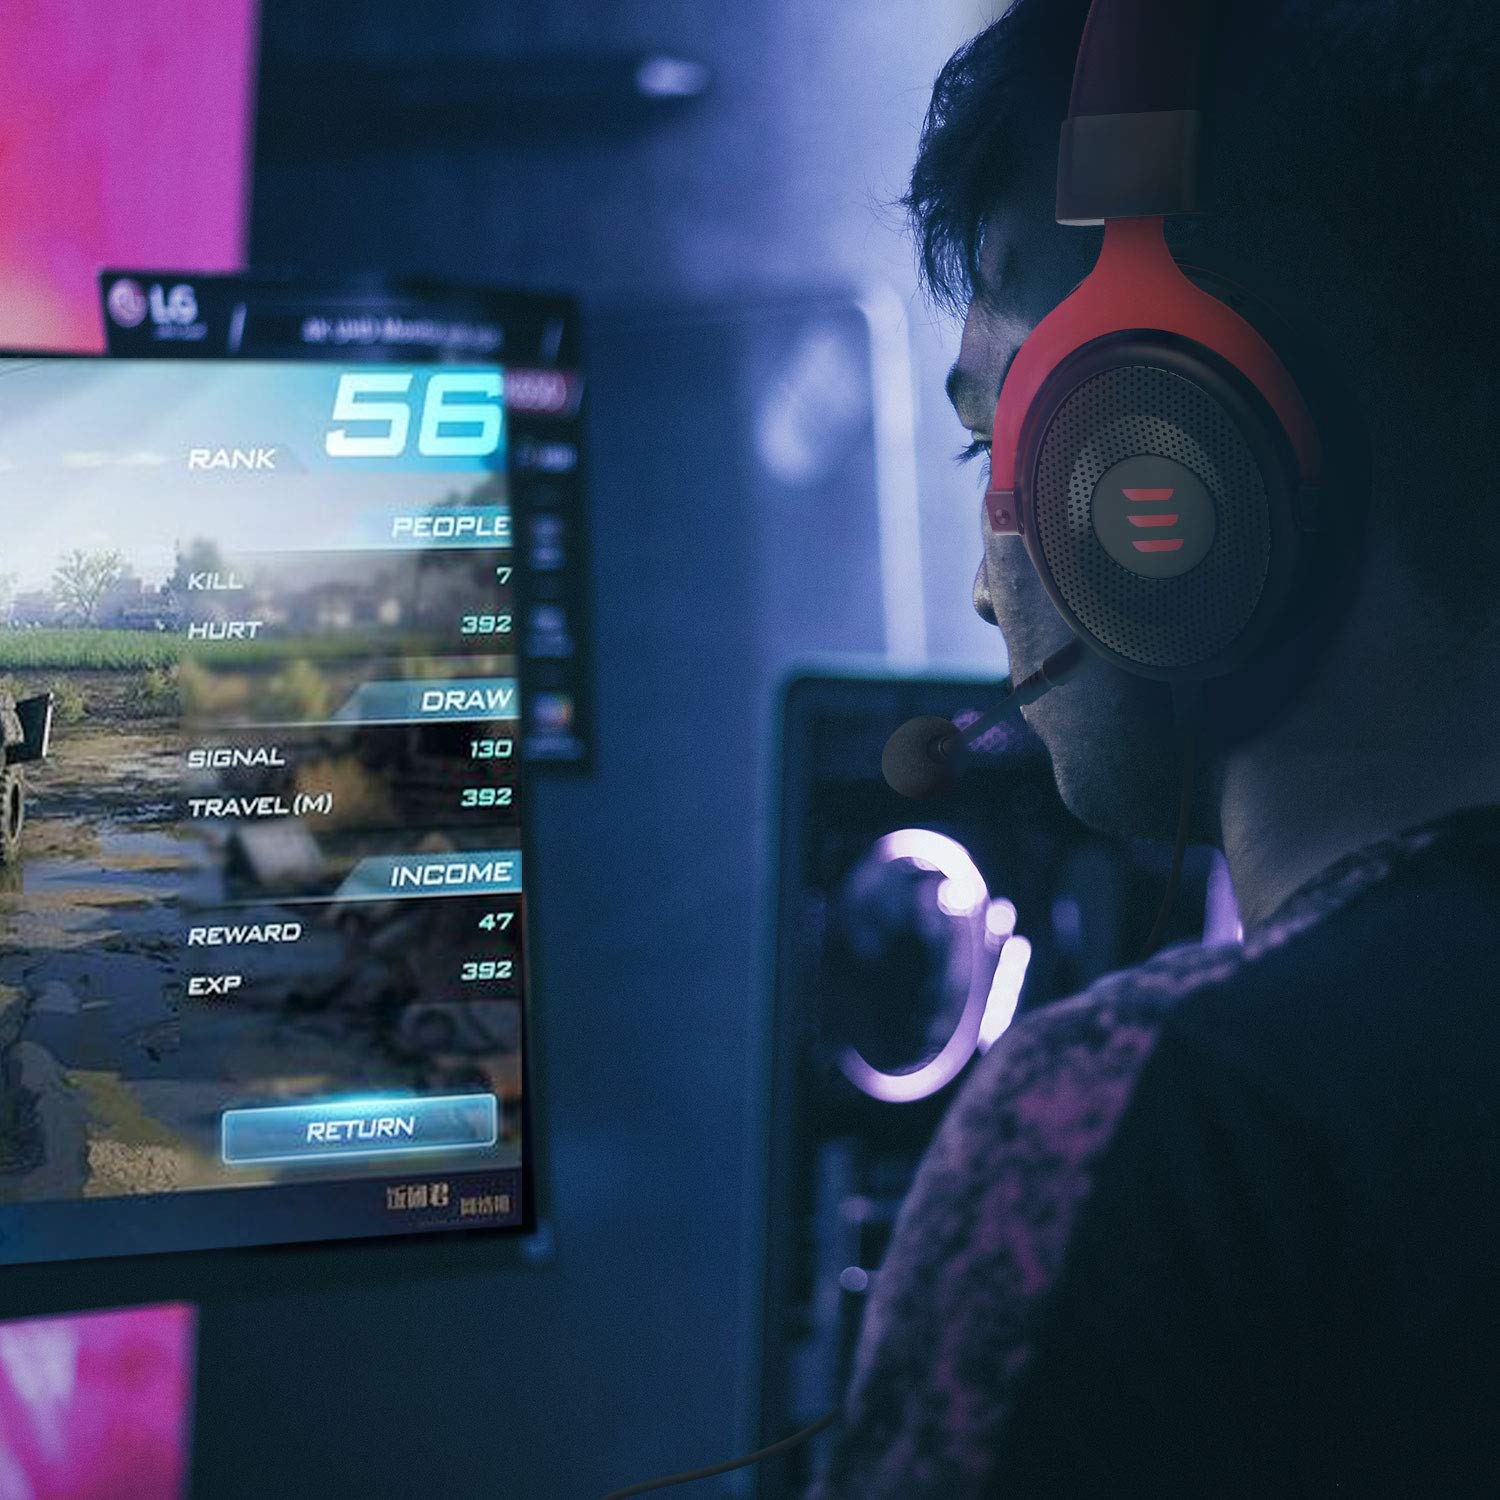 LG
56
RANK
PEOPLE
KILL 7
HURT 392
DRAW
SIGNAL 130
TRAVEL (M) 392
INCOME
REWARD 47
EXP 392
RETURN